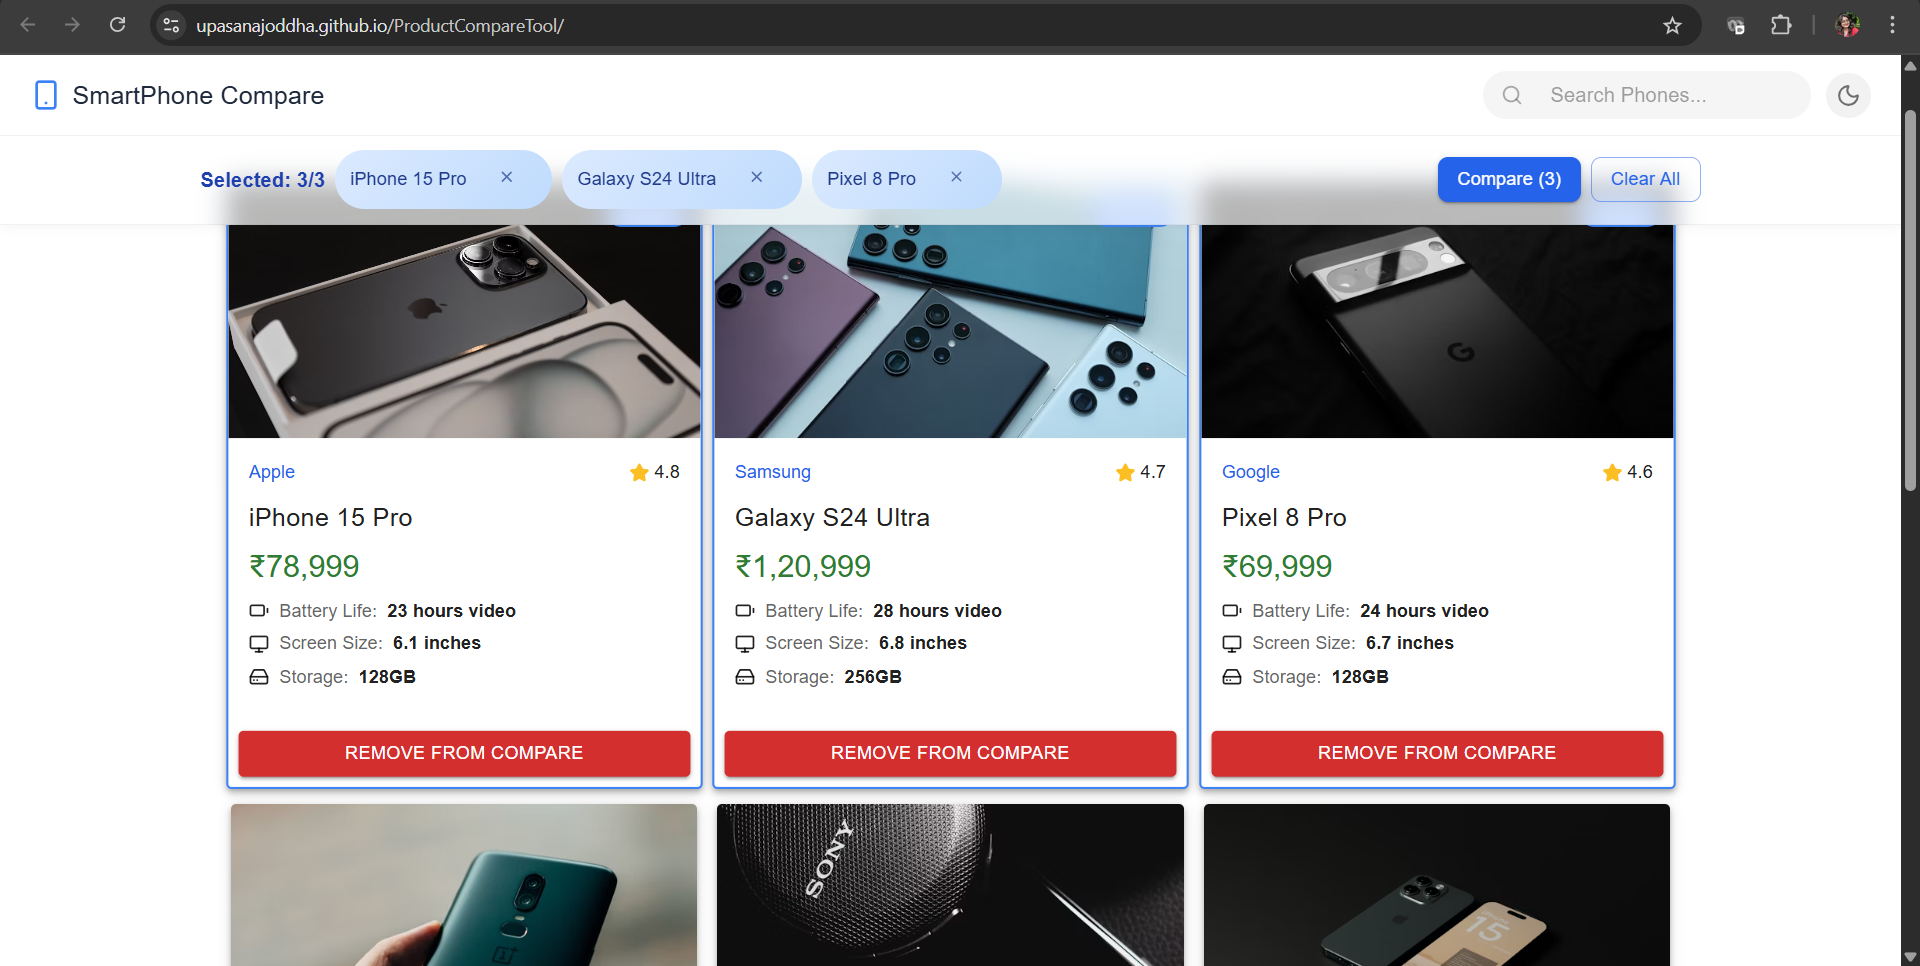 upasanajoddha.github.io/ProductCompareTool/
SmartPhone Compare
Search Phones...
Selected: 3/3
iPhone 15 Pro ×
Galaxy S24 Ultra ×
Pixel 8 Pro ×
Compare (3)
Clear All
Apple
4.8
iPhone 15 Pro
₹78,999
Battery Life: 23 hours video
Screen Size: 6.1 inches
Storage: 128GB
REMOVE FROM COMPARE
Samsung
4.7
Galaxy S24 Ultra
₹1,20,999
Battery Life: 28 hours video
Screen Size: 6.8 inches
Storage: 256GB
REMOVE FROM COMPARE
Google
4.6
Pixel 8 Pro
₹69,999
Battery Life: 24 hours video
Screen Size: 6.7 inches
Storage: 128GB
REMOVE FROM COMPARE
SONY
15